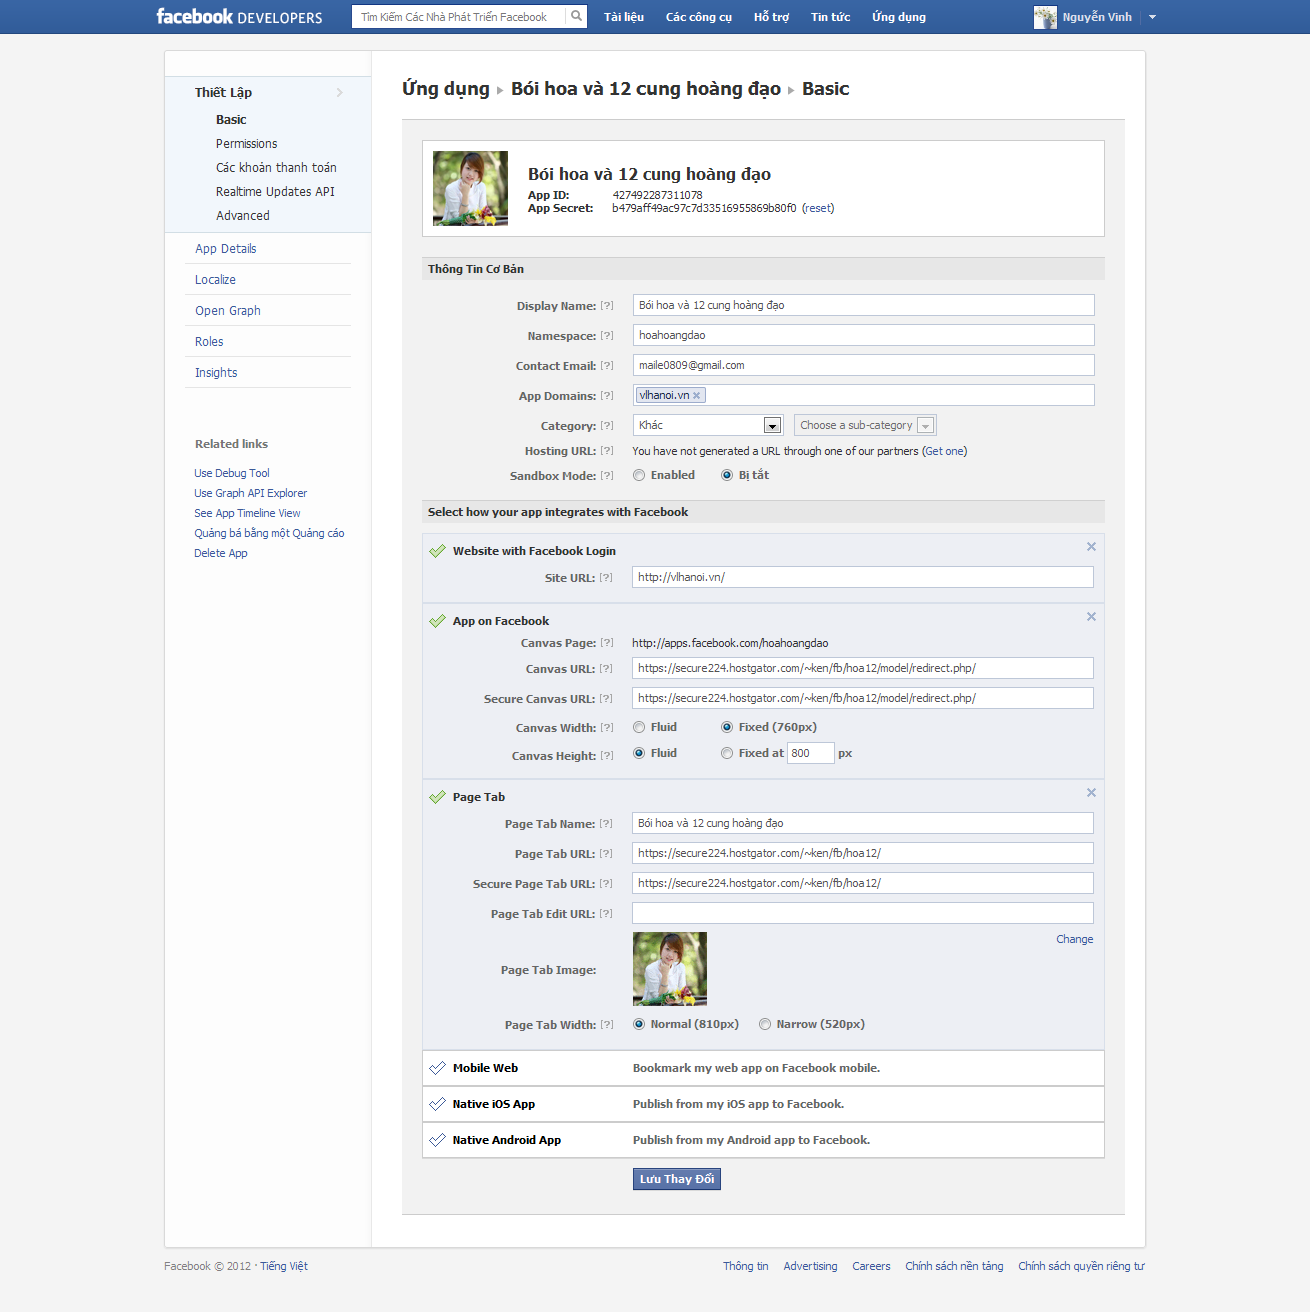 facebook DEVELOPERS
Tìm Kiếm Các Nhà Phát Triển Facebook
Tài liệu Các công cụ Hỗ trợ Tin tức Ứng dụng
Nguyễn Vinh
Thiết Lập
Basic
Permissions
Các khoản thanh toán
Realtime Updates API
Advanced
App Details
Localize
Open Graph
Roles
Insights
Related links
Use Debug Tool
Use Graph API Explorer
See App Timeline View
Quảng bá bằng một Quảng cáo
Delete App
Ứng dụng Bói hoa và 12 cung hoàng đạo Basic
Bói hoa và 12 cung hoàng đạo
App ID: 427492287311078
App Secret: b479aff49ac97c7d33516955869b80f0 (reset)
Thông Tin Cơ Bản
Display Name: [?] Bói hoa và 12 cung hoàng đạo
Namespace: [?] hoahoangdao
Contact Email: [?] maile0809@gmail.com
App Domains: [?] vlhanoi.vn ×
Category: [?] Khác Choose a sub-category
Hosting URL: [?] You have not generated a URL through one of our partners (Get one)
Sandbox Mode: [?] Enabled Bị tắt
Select how your app integrates with Facebook
Website with Facebook Login
Site URL: [?] http://vlhanoi.vn/
App on Facebook
Canvas Page: [?] http://apps.facebook.com/hoahoangdao
Canvas URL: [?] https://secure224.hostgator.com/~ken/fb/hoa12/model/redirect.php/
Secure Canvas URL: [?] https://secure224.hostgator.com/~ken/fb/hoa12/model/redirect.php/
Canvas Width: [?] Fluid Fixed (760px)
Canvas Height: [?] Fluid Fixed at 800 px
Page Tab
Page Tab Name: [?] Bói hoa và 12 cung hoàng đạo
Page Tab URL: [?] https://secure224.hostgator.com/~ken/fb/hoa12/
Secure Page Tab URL: [?] https://secure224.hostgator.com/~ken/fb/hoa12/
Page Tab Edit URL: [?]
Change
Page Tab Image:
Page Tab Width: [?] Normal (810px) Narrow (520px)
Mobile Web Bookmark my web app on Facebook mobile.
Native iOS App Publish from my iOS app to Facebook.
Native Android App Publish from my Android app to Facebook.
Lưu Thay Đổi
Facebook © 2012 · Tiếng Việt
Thông tin Advertising Careers Chính sách nền tảng Chính sách quyền riêng tư